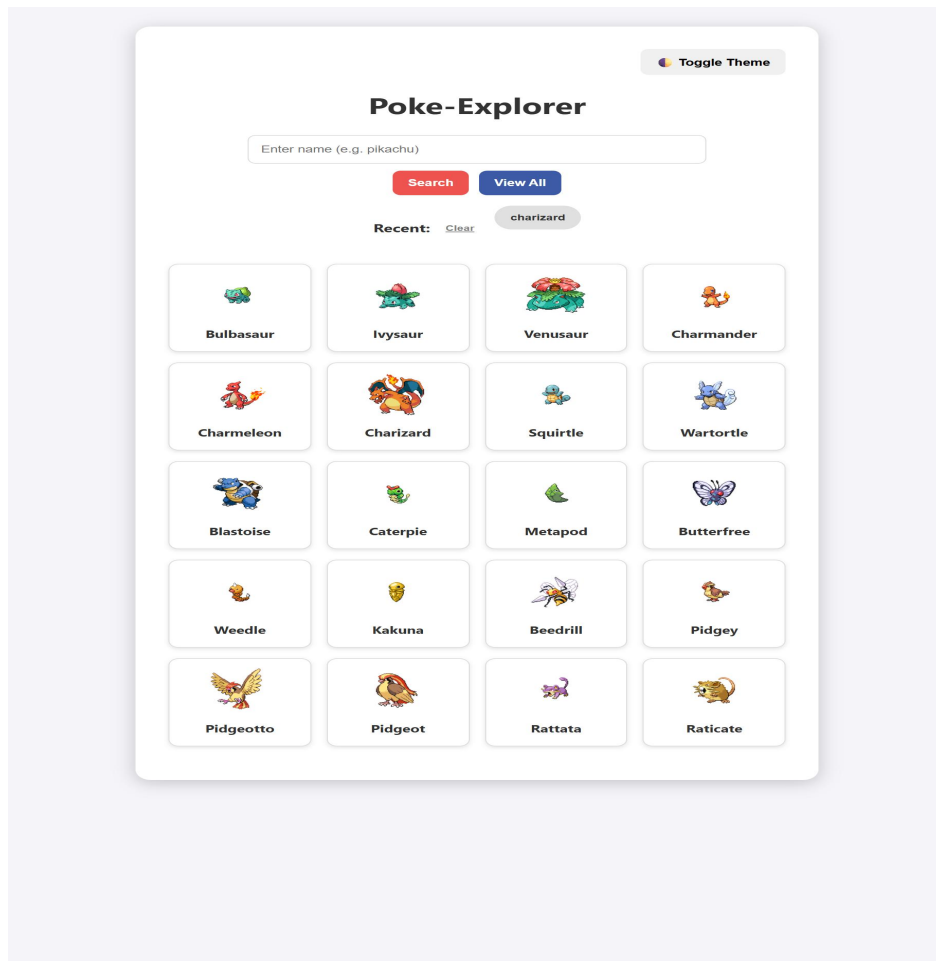 Toggle Theme
Poke-Explorer
Enter name (e.g. pikachu)
Search View All
Recent: Clear charizard
Bulbasaur Ivysaur Venusaur Charmander
Charmeleon Charizard Squirtle Wartortle
Blastoise Caterpie Metapod Butterfree
Weedle Kakuna Beedrill Pidgey
Pidgeotto Pidgeot Rattata Raticate